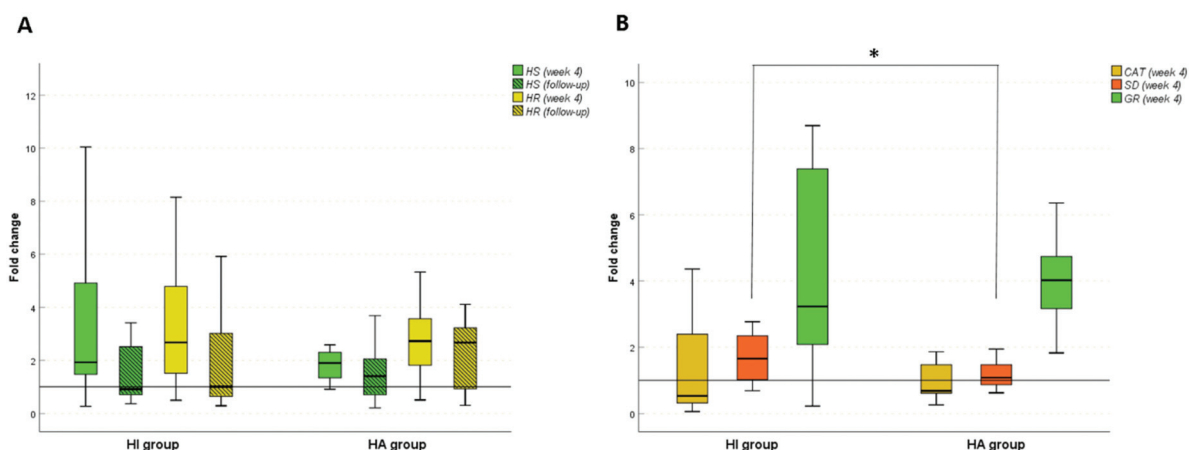 A
HS (week 4)
HS (follow-up)
HR (week 4)
HR (follow-up)
12
10
8
6
4
2
0
Fold change
HI group
HA group
B
*
CAT (week 4)
SD (week 4)
GR (week 4)
10
8
6
4
2
0
Fold change
HI group
HA group